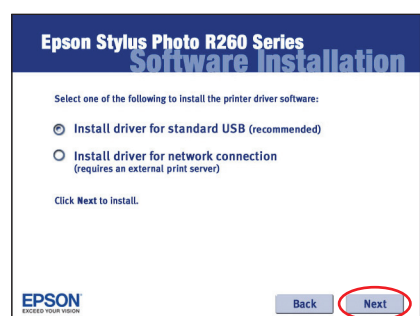 Epson Stylus Photo R260 Series
Software Installation
Select one of the following to install the printer driver software:
Install driver for standard USB (recommended)
Install driver for network connection
(requires an external print server)
Click Next to install.
EPSON
EXCEED YOUR VISION
Back
Next